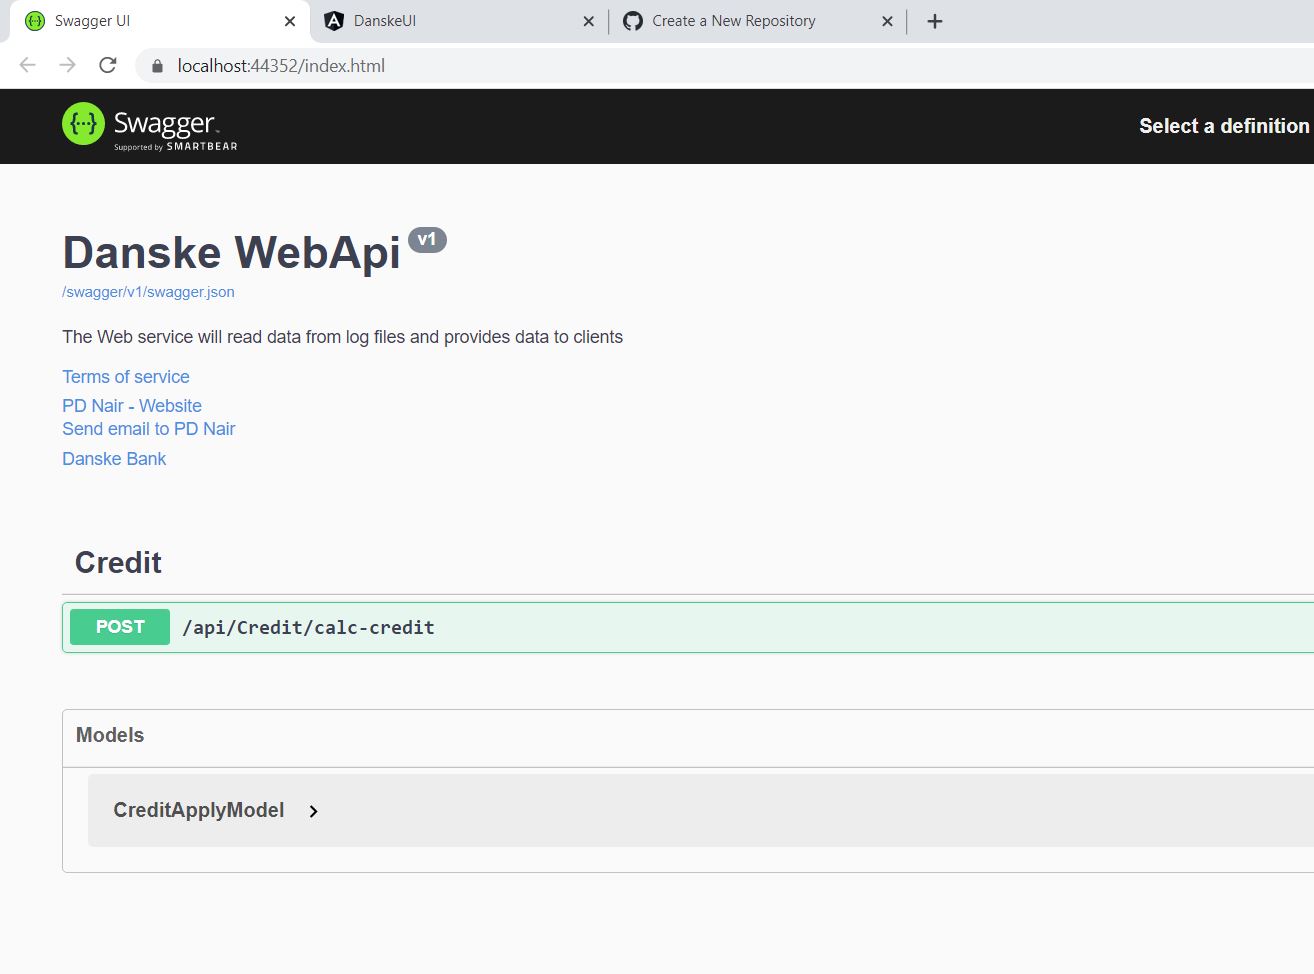 Swagger UI
DanskeUI
Create a New Repository
localhost:44352/index.html
Swagger
Supported by SMARTBEAR
Select a definition
Danske WebApi v1
/swagger/v1/swagger.json
The Web service will read data from log files and provides data to clients
Terms of service
PD Nair - Website
Send email to PD Nair
Danske Bank
Credit
POST /api/Credit/calc-credit
Models
CreditApplyModel